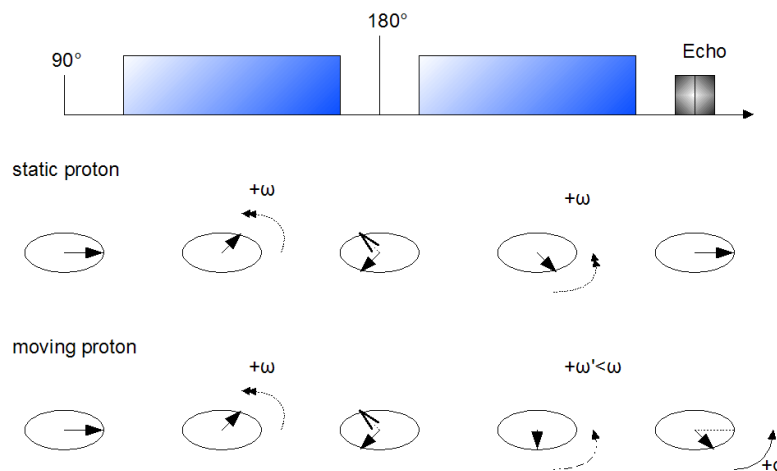 180°
90°
Echo
static proton
+ω
+ω
moving proton
+ω
+ω'<ω